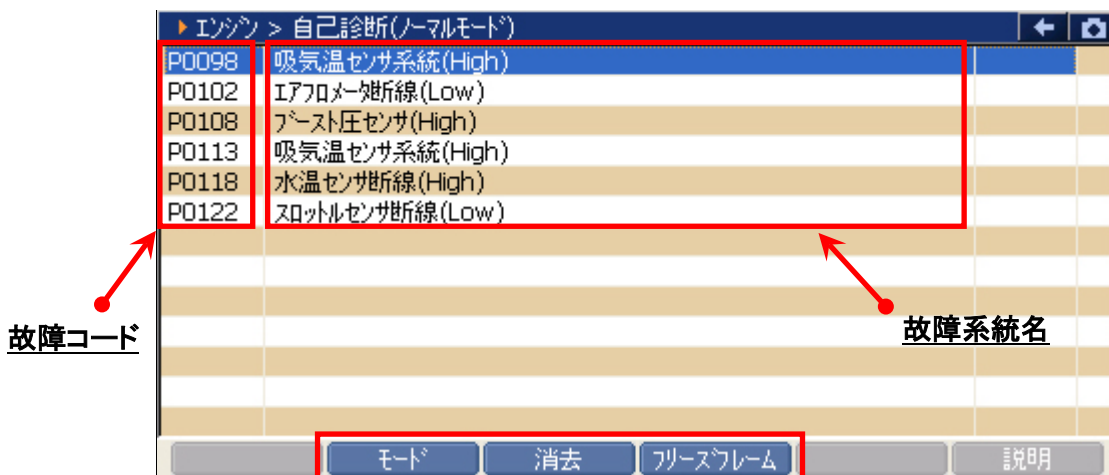 エンジン > 自己診断(ノーマルモード)
P0098 吸気温センサ系統(High)
P0102 エアフロメータ断線(Low)
P0108 ブースト圧センサ(High)
P0113 吸気温センサ系統(High)
P0118 水温センサ断線(High)
P0122 スロットルセンサ断線(Low)
故障コード
故障系統名
モード 消去 フリーズフレーム 説明